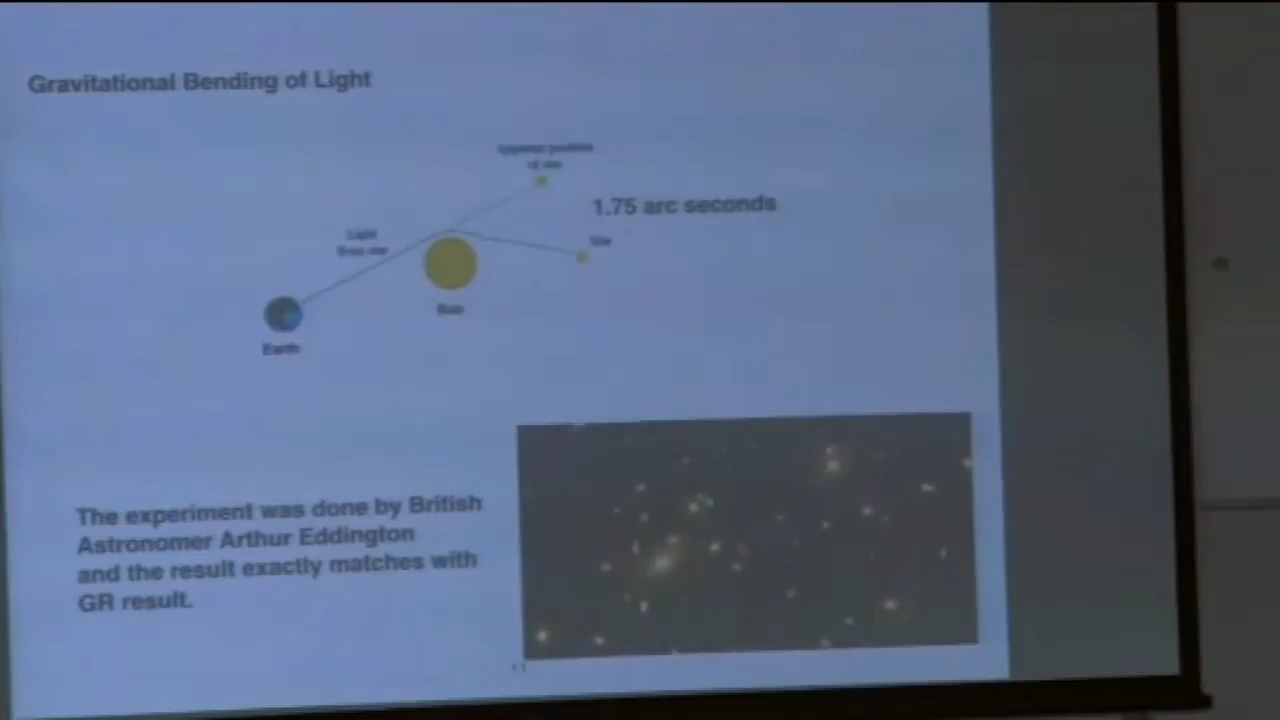 Gravitational Bending of Light
Apparent position
of star
1.75 arc seconds
Light
from star
Star
Sun
Earth
The experiment was done by British
Astronomer Arthur Eddington
and the result exactly matches with
GR result.
11